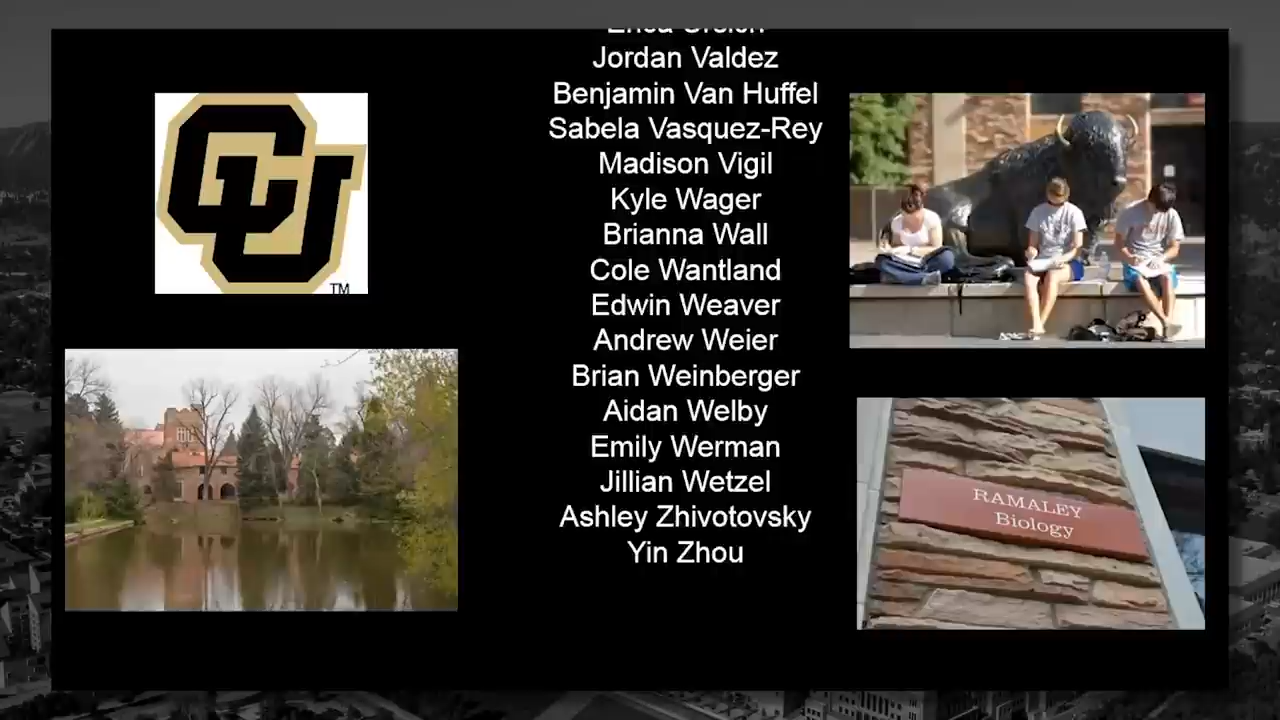 Jordan Valdez
Benjamin Van Huffel
Sabela Vasquez-Rey
Madison Vigil
Kyle Wager
Brianna Wall
Cole Wantland
Edwin Weaver
Andrew Weier
Brian Weinberger
Aidan Welby
Emily Werman
Jillian Wetzel
Ashley Zhivotovsky
Yin Zhou
CU
TM
RAMALEY
Biology